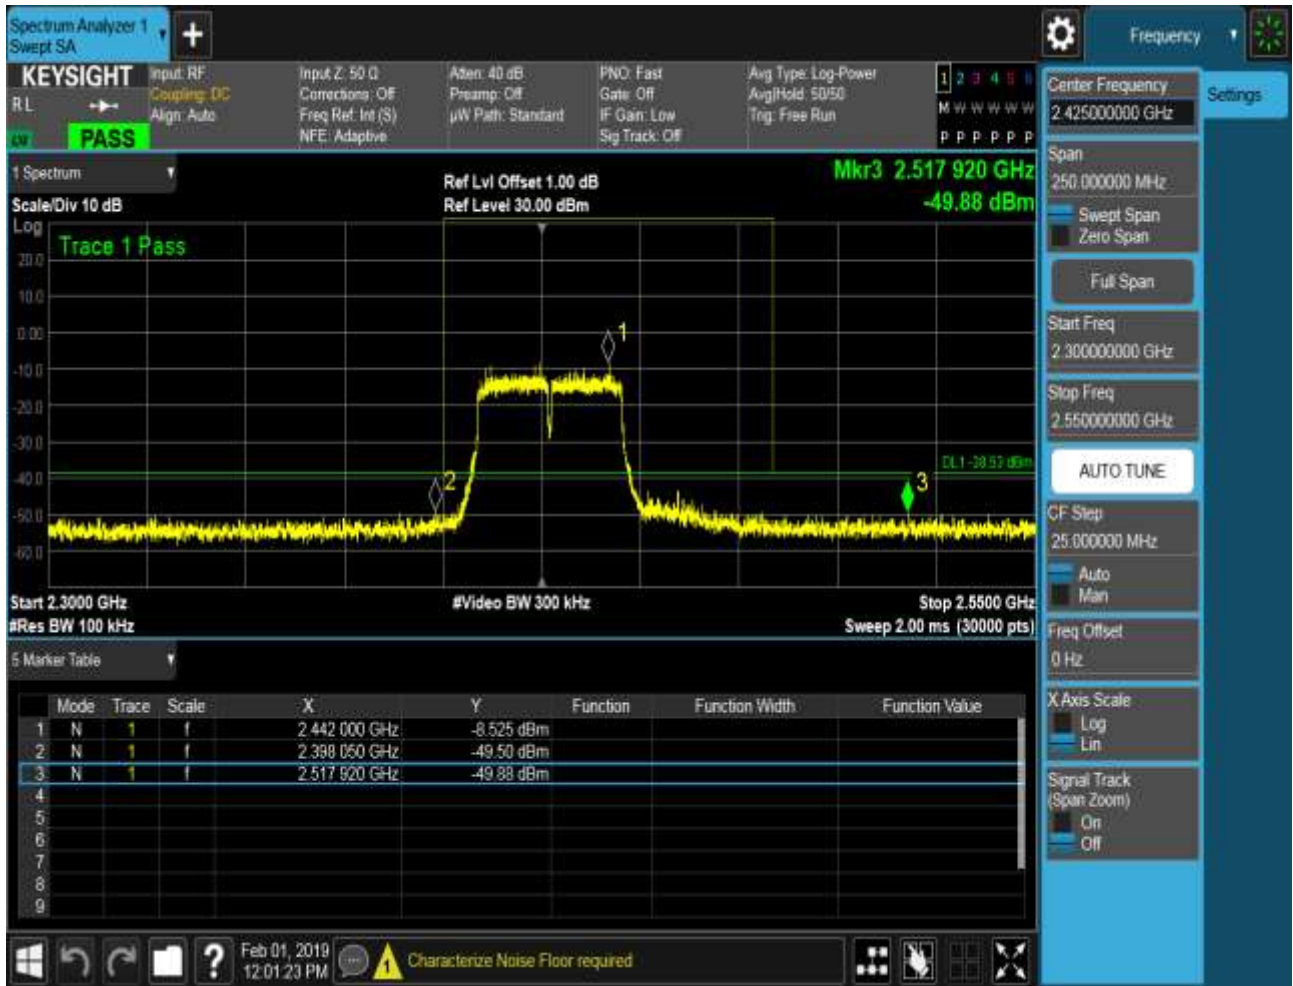 Spectrum Analyzer 1
Swept SA
Frequency
KEYSIGHT
RL
PASS
Input: RF
Coupling: DC
Align: Auto
Input Z: 50 Ω
Corrections: Off
Freq Ref: Int (S)
NFE: Adaptive
Atten: 40 dB
Preamp: Off
µW Path: Standard
PNO: Fast
Gate: Off
IF Gain: Low
Sig Track: Off
Avg Type: Log-Power
Avg|Hold: 50/50
Trig: Free Run
1 2 3 4 5 6
M W W W W W
P P P P P P
1 Spectrum
Scale/Div 10 dB
Ref Lvl Offset 1.00 dB
Ref Level 30.00 dBm
Mkr3 2.517 920 GHz
-49.88 dBm
Log
Trace 1 Pass
20.0
10.0
0.00
-10.0
-20.0
-30.0
-40.0
-50.0
-60.0
1
2
3
DL1 -38.53 dBm
Start 2.3000 GHz
#Video BW 300 kHz
Stop 2.5500 GHz
#Res BW 100 kHz
Sweep 2.00 ms (30000 pts)
5 Marker Table
Mode Trace Scale X Y Function Function Width Function Value
1 N 1 f 2.442 000 GHz -8.525 dBm
2 N 1 f 2.398 050 GHz -49.50 dBm
3 N 1 f 2.517 920 GHz -49.88 dBm
4
5
6
7
8
9
Feb 01, 2019
12:01:23 PM
Characterize Noise Floor required
Settings
Center Frequency
2.425000000 GHz
Span
250.000000 MHz
Swept Span
Zero Span
Full Span
Start Freq
2.300000000 GHz
Stop Freq
2.550000000 GHz
AUTO TUNE
CF Step
25.000000 MHz
Auto
Man
Freq Offset
0 Hz
X Axis Scale
Log
Lin
Signal Track
(Span Zoom)
On
Off